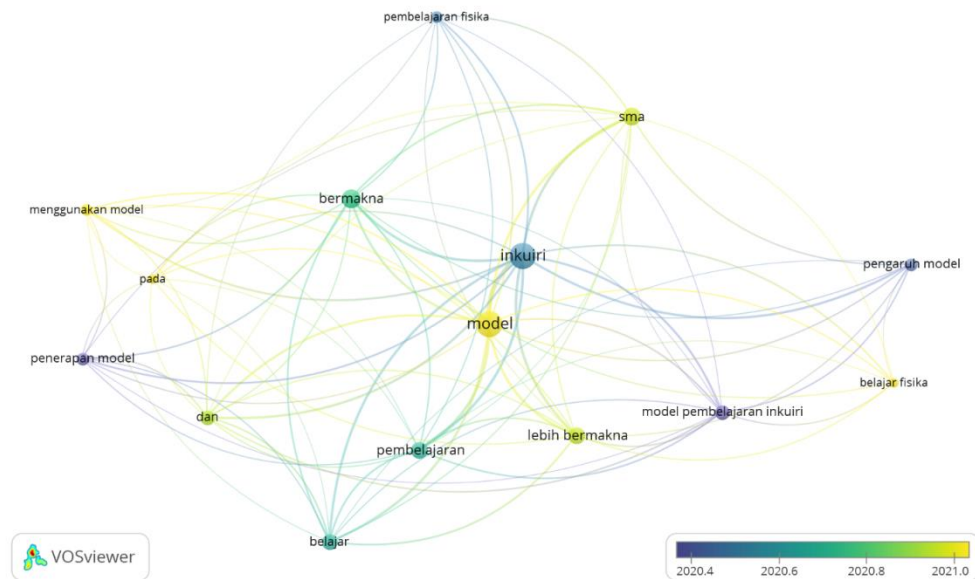 pembelajaran fisika
sma
bermakna
menggunakan model
inkuiri
pengaruh model
pada
model
penerapan model
belajar fisika
model pembelajaran inkuiri
dan
lebih bermakna
pembelajaran
belajar
VOSviewer
2020.4 2020.6 2020.8 2021.0